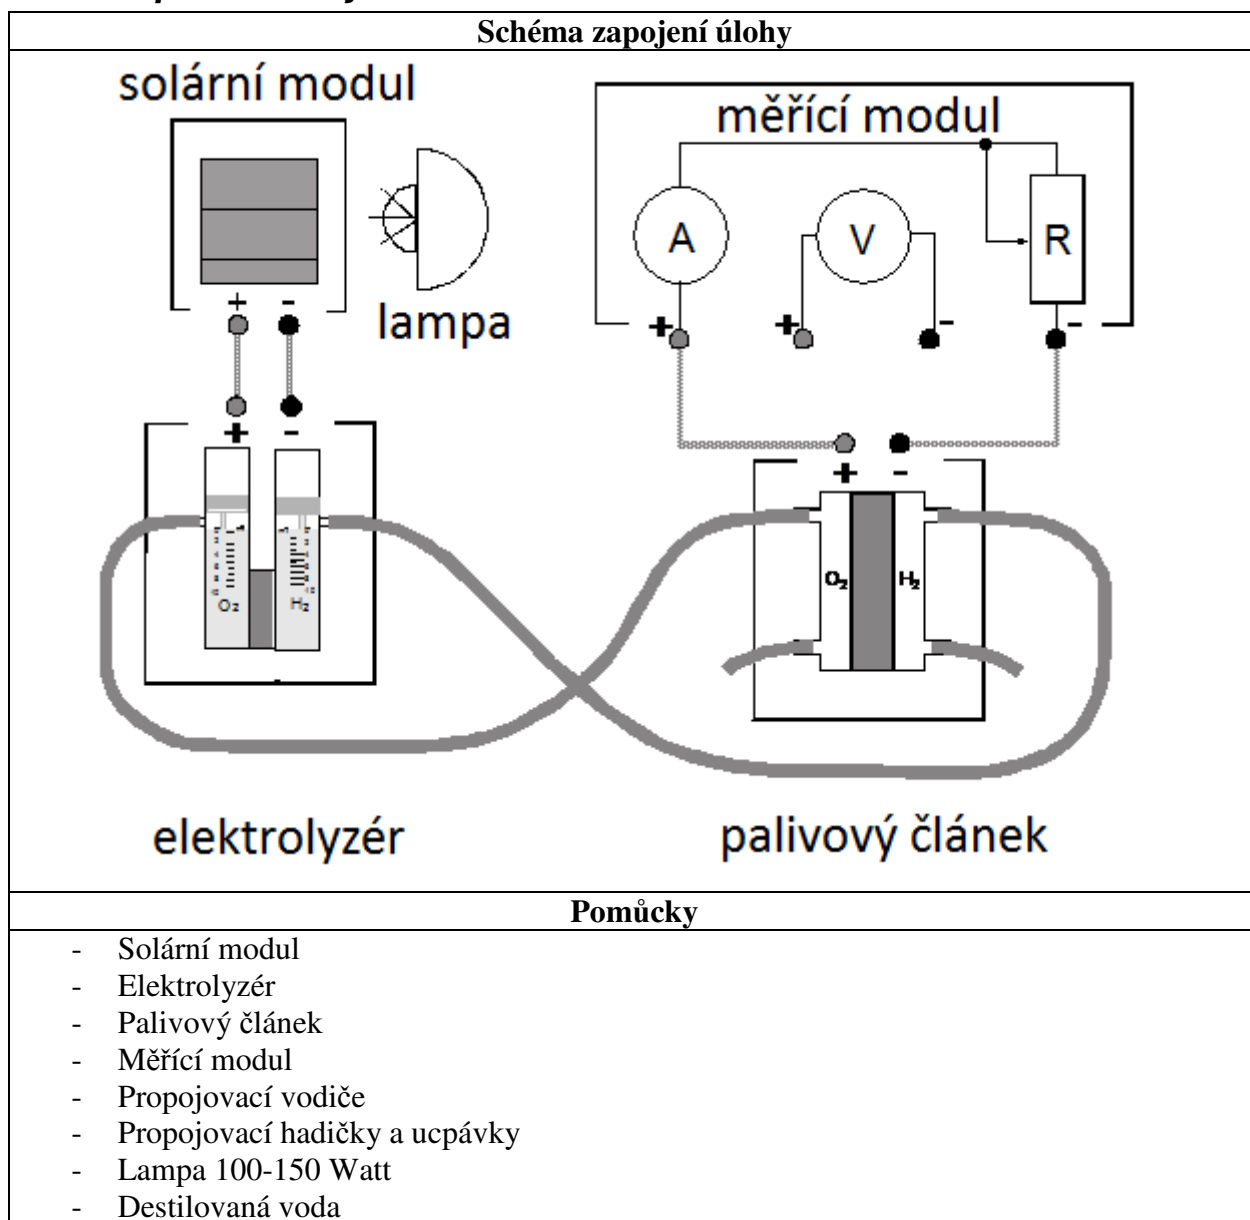 Schéma zapojení úlohy
solární modul
měřící modul
A
V
R
+ -
lampa
+ + - -
+ -
+ -
O₂ H₂
O₂ H₂
elektrolyzér
palivový článek
Pomůcky
- Solární modul
- Elektrolyzér
- Palivový článek
- Měřící modul
- Propojovací vodiče
- Propojovací hadičky a ucpávky
- Lampa 100-150 Watt
- Destilovaná voda